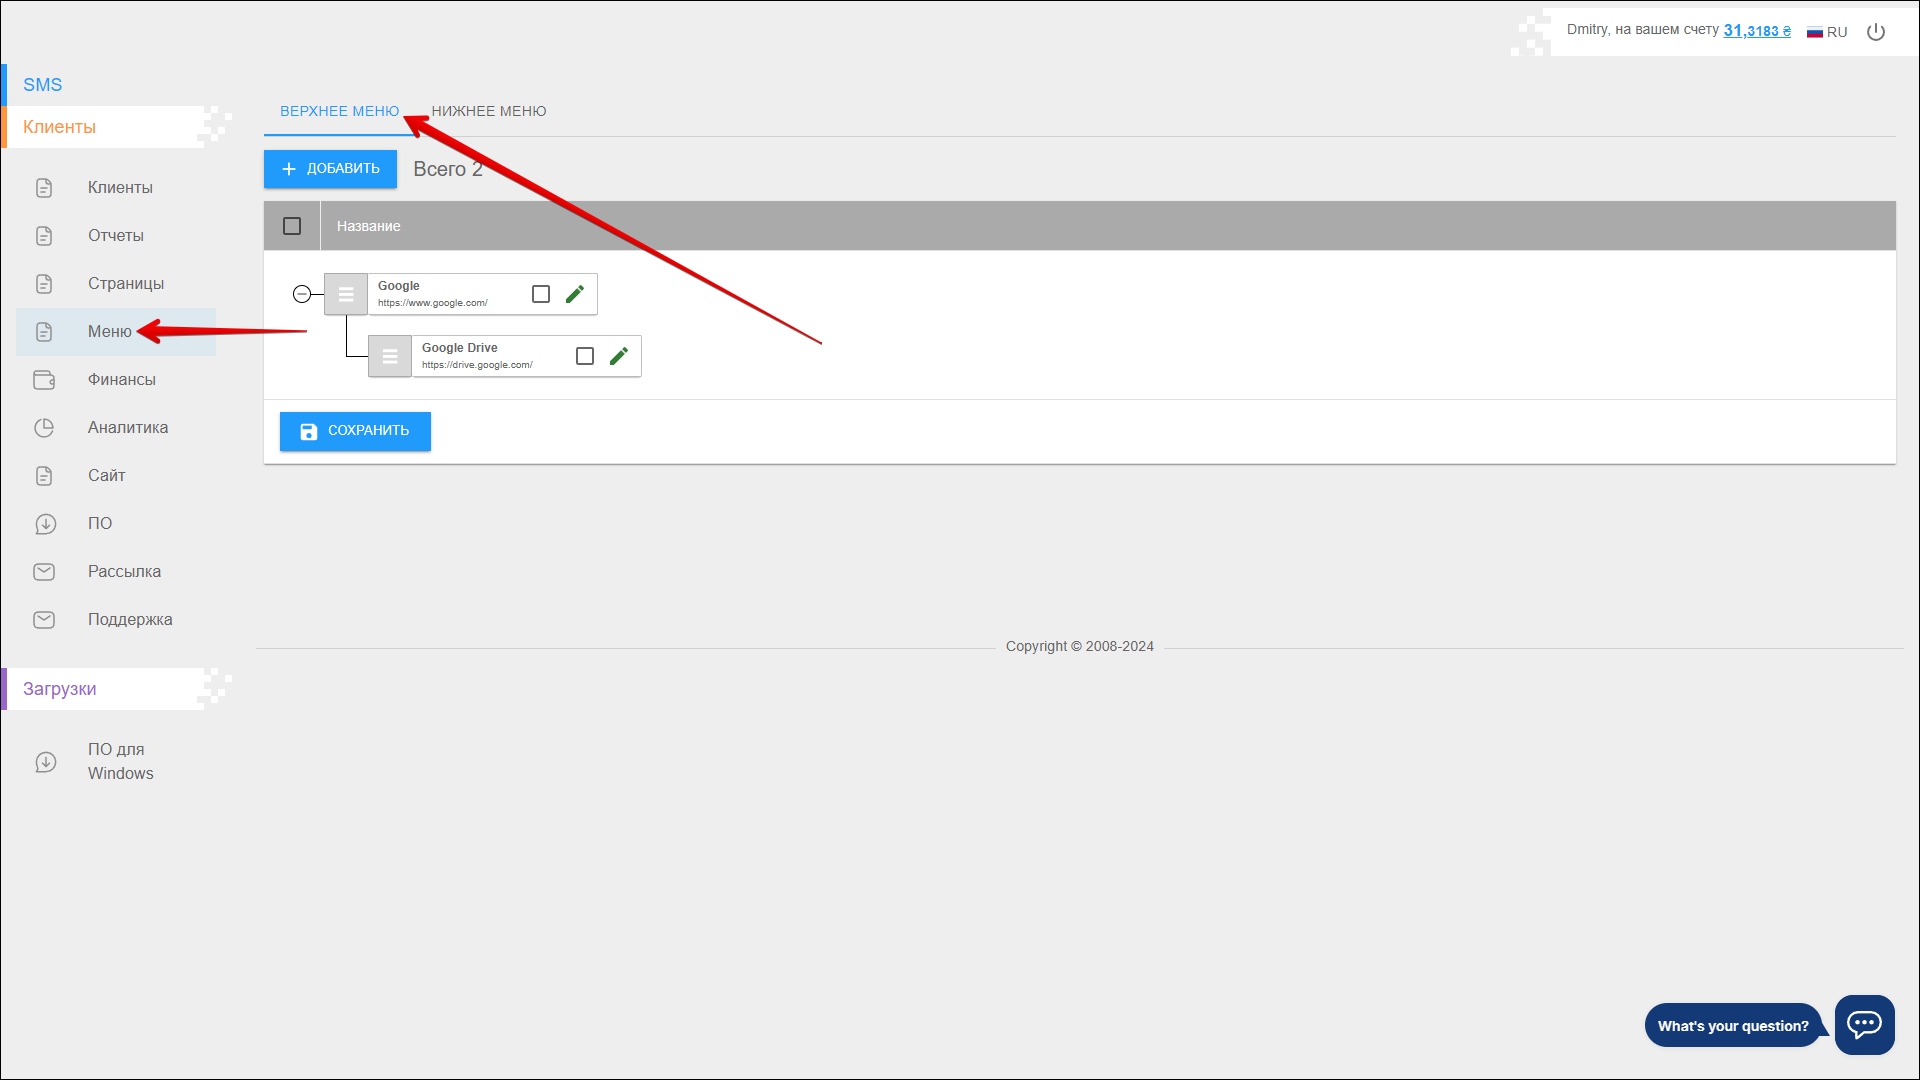 Dmitry, на вашем счету 31,3183 ₴ RU
SMS
Клиенты
Клиенты
Отчеты
Страницы
Меню
Финансы
Аналитика
Сайт
ПО
Рассылка
Поддержка
Загрузки
ПО для
Windows
ВЕРХНЕЕ МЕНЮ НИЖНЕЕ МЕНЮ
ДОБАВИТЬ Всего 2
Название
Google
https://www.google.com/
Google Drive
https://drive.google.com/
СОХРАНИТЬ
Copyright © 2008-2024
What's your question?